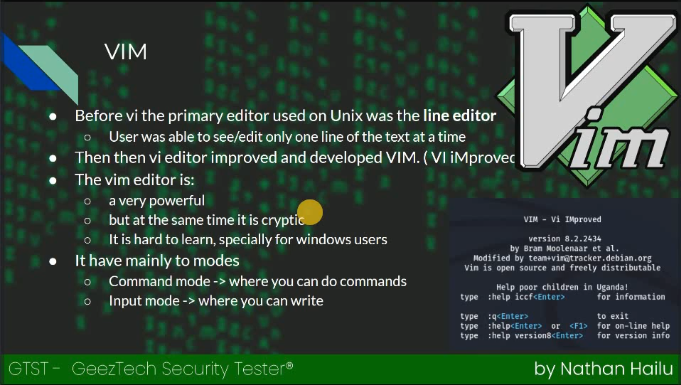 VIM
Vim
● Before vi the primary editor used on Unix was the line editor
○ User was able to see/edit only one line of the text at a time
● Then then vi editor improved and developed VIM. ( VI iMproved
● The vim editor is:
○ a very powerful
○ but at the same time it is cryptic
○ It is hard to learn, specially for windows users
● It have mainly to modes
○ Command mode -> where you can do commands
○ Input mode -> where you can write
VIM - Vi IMproved
version 8.2.2434
by Bram Moolenaar et al.
Modified by team+vim@tracker.debian.org
Vim is open source and freely distributable
Help poor children in Uganda!
type :help iccf<Enter> for information
type :q<Enter> to exit
type :help<Enter> or <F1> for on-line help
type :help version8<Enter> for version info
GTST - GeezTech Security Tester®
by Nathan Hailu